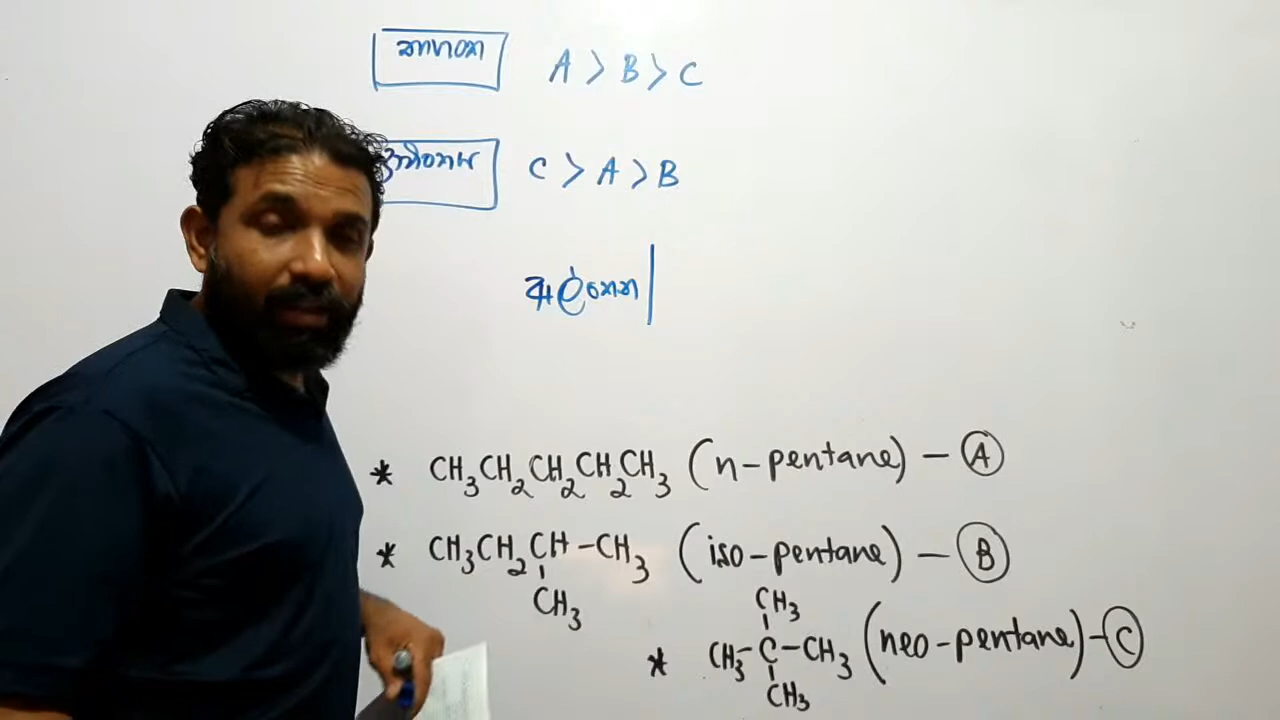 A > B > C
C > A > B
* CH₃CH₂CH₂CH₂CH₃ (n-pentane) – A
* CH₃CH₂CH–CH₃ (iso-pentane) – B
CH₃
CH₃
* CH₃–C–CH₃ (neo-pentane) – C
CH₃